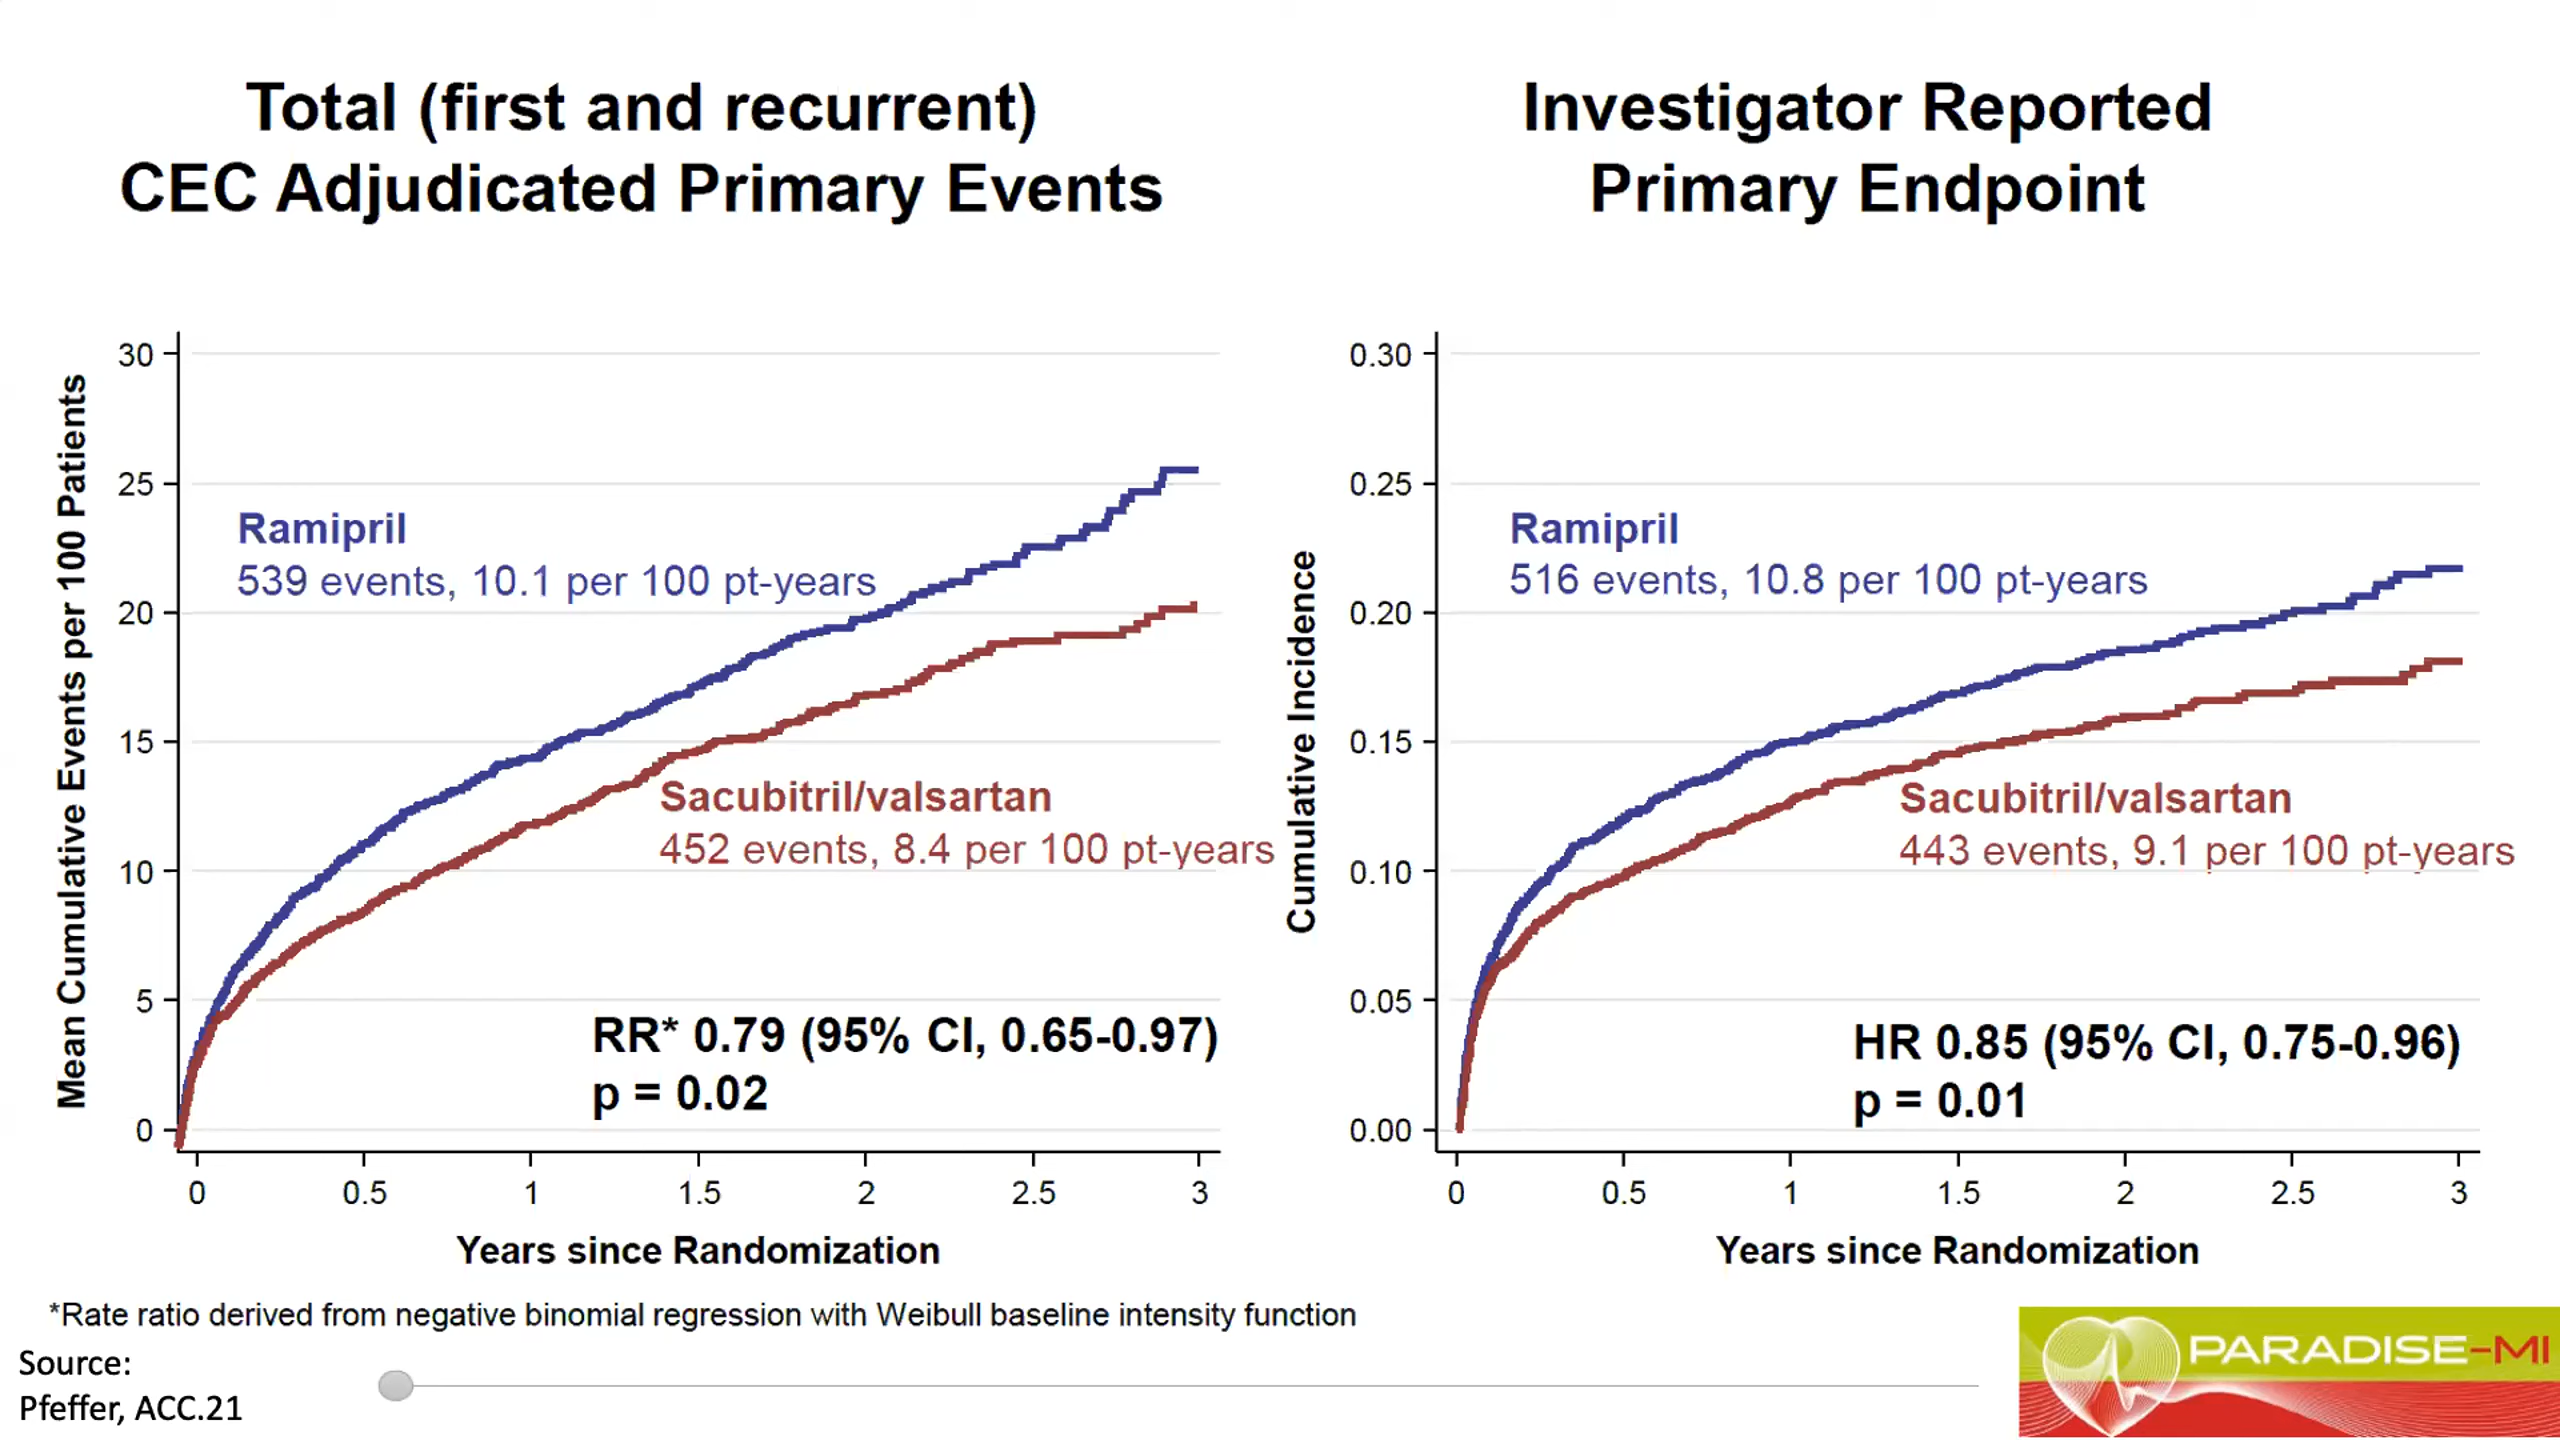 Total (first and recurrent)
CEC Adjudicated Primary Events
Mean Cumulative Events per 100 Patients
30
25
20
15
10
5
0
Ramipril
539 events, 10.1 per 100 pt-years
Sacubitril/valsartan
452 events, 8.4 per 100 pt-years
RR* 0.79 (95% CI, 0.65-0.97)
p = 0.02
0 0.5 1 1.5 2 2.5 3
Years since Randomization
Investigator Reported
Primary Endpoint
Cumulative Incidence
0.30
0.25
0.20
0.15
0.10
0.05
0.00
Ramipril
516 events, 10.8 per 100 pt-years
Sacubitril/valsartan
443 events, 9.1 per 100 pt-years
HR 0.85 (95% CI, 0.75-0.96)
p = 0.01
0 0.5 1 1.5 2 2.5 3
Years since Randomization
*Rate ratio derived from negative binomial regression with Weibull baseline intensity function
Source:
Pfeffer, ACC.21
PARADISE-MI